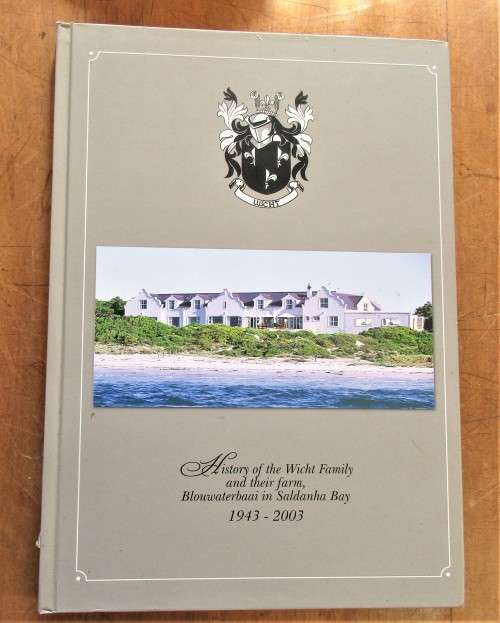 WICHT
History of the Wicht Family
and their farm,
Blouwaterbaai in Saldanha Bay
1943 - 2003